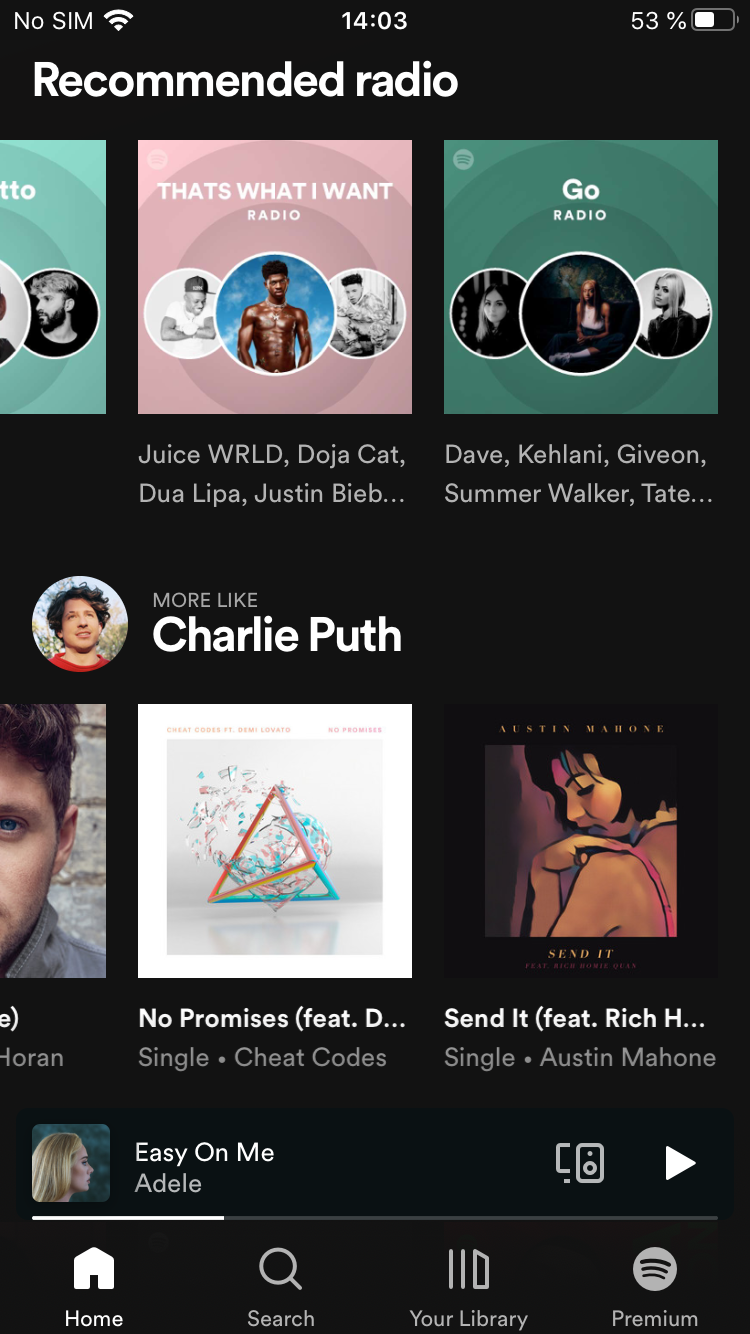 No SIM 14:03 53 %
Recommended radio
tto
THATS WHAT I WANT
RADIO
Go
RADIO
Juice WRLD, Doja Cat,
Dua Lipa, Justin Bieb...
Dave, Kehlani, Giveon,
Summer Walker, Tate...
MORE LIKE
Charlie Puth
CHEAT CODES FT. DEMI LOVATO NO PROMISES
AUSTIN MAHONE
SEND IT
FEAT. RICH HOMIE QUAN
e)
Horan
No Promises (feat. D...
Single • Cheat Codes
Send It (feat. Rich H...
Single • Austin Mahone
Easy On Me
Adele
Home Search Your Library Premium